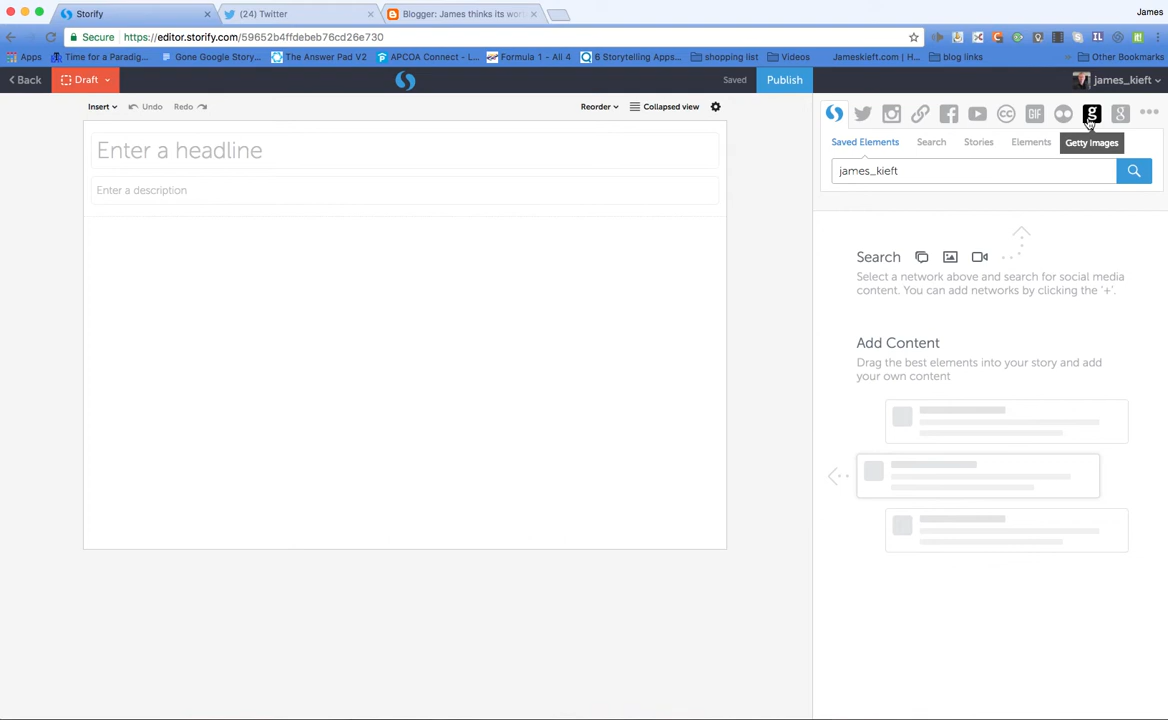 Storify
(24) Twitter
Blogger: James thinks its wor
James
Secure https://editor.storify.com/59652b4ffdebeb76cd26e730
Apps Time for a Paradig... Gone Google Story... The Answer Pad V2 APCOA Connect - L... Formula 1 - All 4 6 Storytelling Apps... shopping list Videos Jameskieft.com | H... blog links » Other Bookmarks
Back Draft Saved Publish james_kieft
Insert Undo Redo Reorder Collapsed view
Enter a headline
Enter a description
Saved Elements Search Stories Elements
Getty Images
james_kieft
Search
Select a network above and search for social media
content. You can add networks by clicking the '+'.
Add Content
Drag the best elements into your story and add
your own content